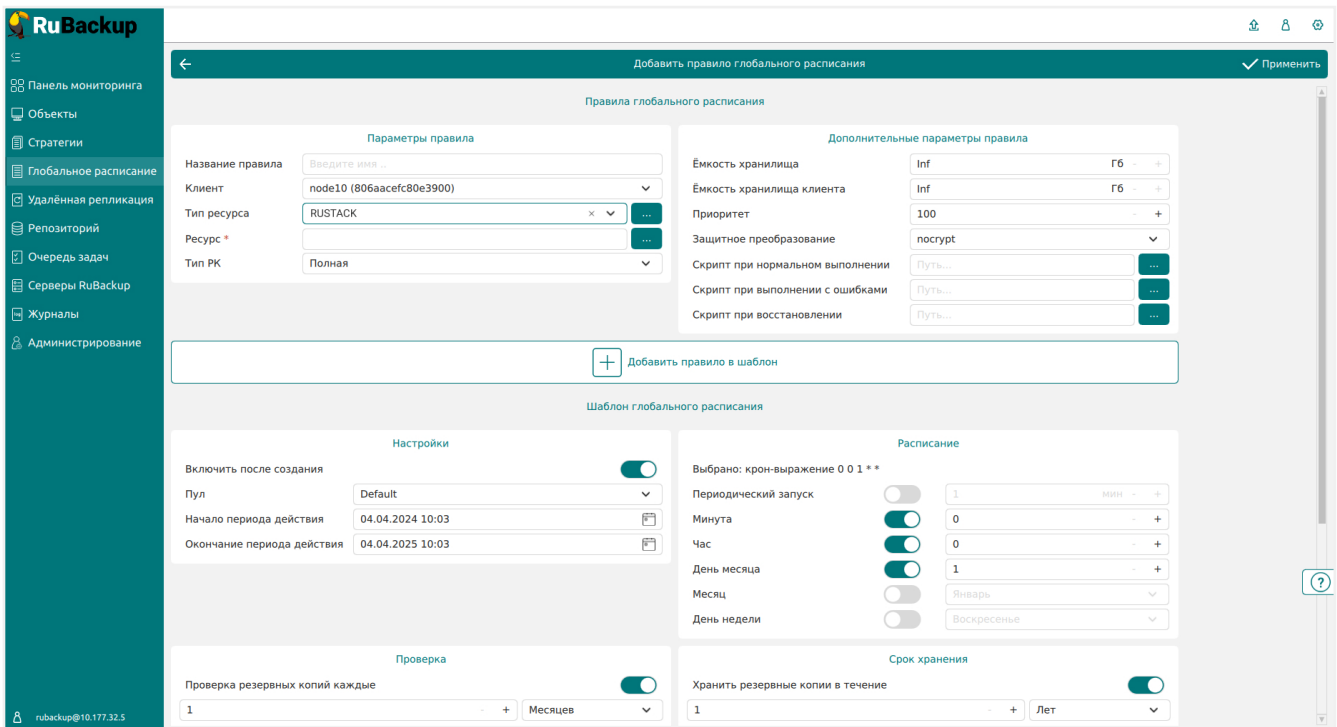 RuBackup
Панель мониторинга
Объекты
Стратегии
Глобальное расписание
Удалённая репликация
Репозиторий
Очередь задач
Серверы RuBackup
Журналы
Администрирование
rubackup@10.177.32.5
Добавить правило глобального расписания
Применить
Правила глобального расписания
Параметры правила
Название правила Введите имя ..
Клиент node10 (806aacefc80e3900)
Тип ресурса RUSTACK × ...
Ресурс * ...
Тип РК Полная
Дополнительные параметры правила
Ёмкость хранилища Inf Гб - +
Ёмкость хранилища клиента Inf Гб - +
Приоритет 100 - +
Защитное преобразование nocrypt
Скрипт при нормальном выполнении Путь... ...
Скрипт при выполнении с ошибками Путь... ...
Скрипт при восстановлении Путь... ...
+ Добавить правило в шаблон
Шаблон глобального расписания
Настройки
Включить после создания
Пул Default
Начало периода действия 04.04.2024 10:03
Окончание периода действия 04.04.2025 10:03
Расписание
Выбрано: крон-выражение 0 0 1 * *
Периодический запуск 1 мин - +
Минута 0 - +
Час 0 - +
День месяца 1 - +
Месяц Январь
День недели Воскресенье
Проверка
Проверка резервных копий каждые
1 - + Месяцев
Срок хранения
Хранить резервные копии в течение
1 - + Лет
?